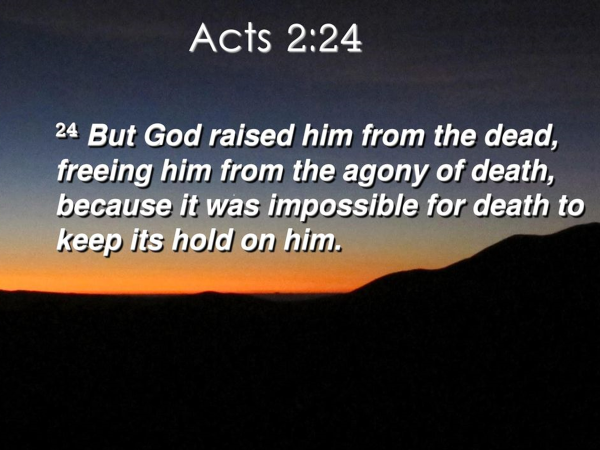 Acts 2:24
24 But God raised him from the dead,
freeing him from the agony of death,
because it was impossible for death to
keep its hold on him.